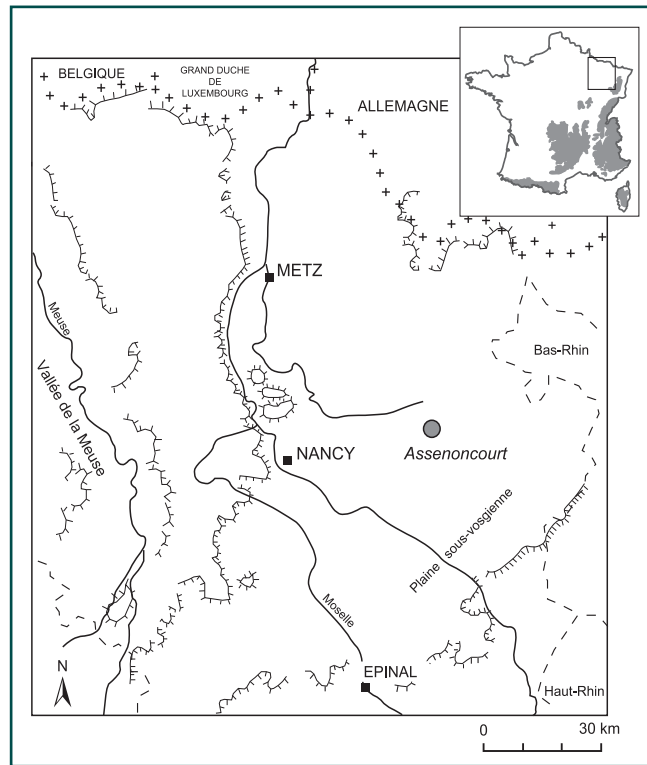 BELGIQUE
GRAND DUCHE
DE
LUXEMBOURG
ALLEMAGNE
METZ
Meuse
Vallée de la Meuse
Bas-Rhin
NANCY
Assenoncourt
Plaine sous-vosgienne
Moselle
N
EPINAL
Haut-Rhin
0 30 km